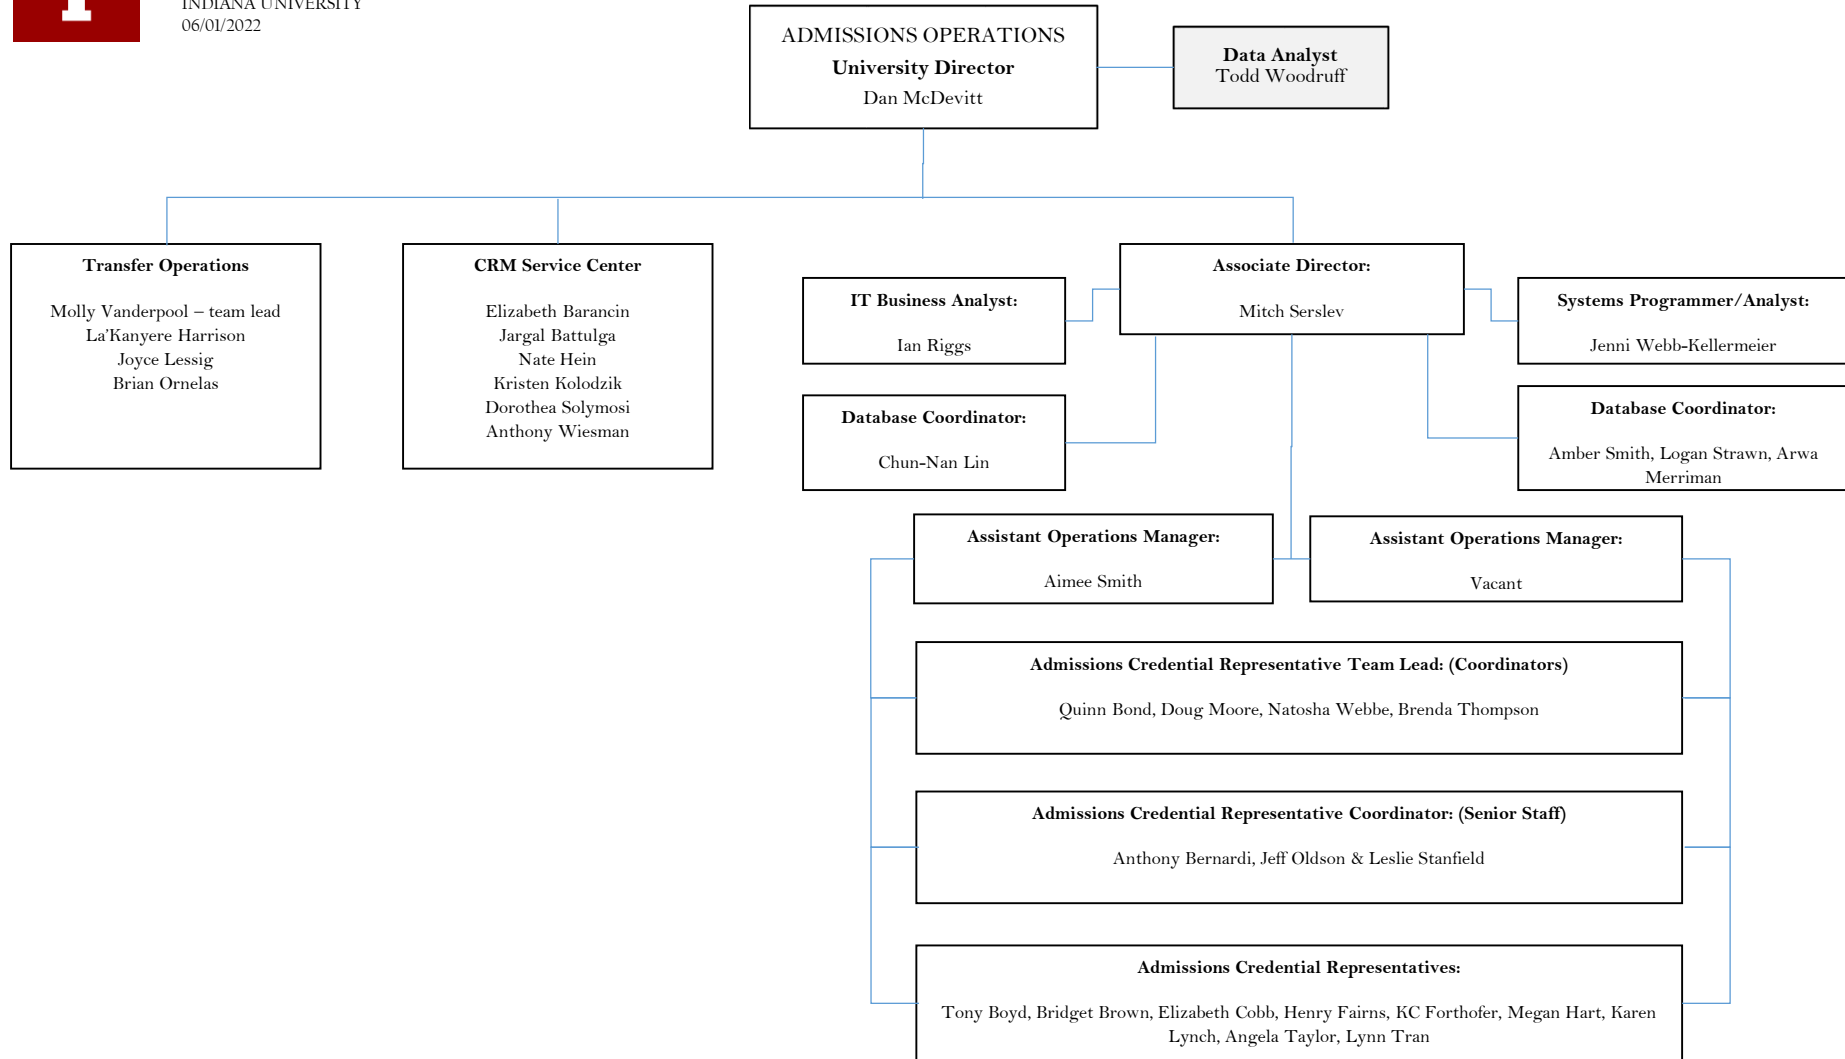 INDIANA UNIVERSITY
06/01/2022
ADMISSIONS OPERATIONS
University Director
Dan McDevitt
Data Analyst
Todd Woodruff
Transfer Operations
Molly Vanderpool – team lead
La'Kanyere Harrison
Joyce Lessig
Brian Ornelas
CRM Service Center
Elizabeth Barancin
Jargal Battulga
Nate Hein
Kristen Kolodzik
Dorothea Solymosi
Anthony Wiesman
Associate Director:
Mitch Serslev
IT Business Analyst:
Ian Riggs
Systems Programmer/Analyst:
Jenni Webb-Kellermeier
Database Coordinator:
Chun-Nan Lin
Database Coordinator:
Amber Smith, Logan Strawn, Arwa
Merriman
Assistant Operations Manager:
Aimee Smith
Assistant Operations Manager:
Vacant
Admissions Credential Representative Team Lead: (Coordinators)
Quinn Bond, Doug Moore, Natosha Webbe, Brenda Thompson
Admissions Credential Representative Coordinator: (Senior Staff)
Anthony Bernardi, Jeff Oldson & Leslie Stanfield
Admissions Credential Representatives:
Tony Boyd, Bridget Brown, Elizabeth Cobb, Henry Fairns, KC Forthofer, Megan Hart, Karen
Lynch, Angela Taylor, Lynn Tran